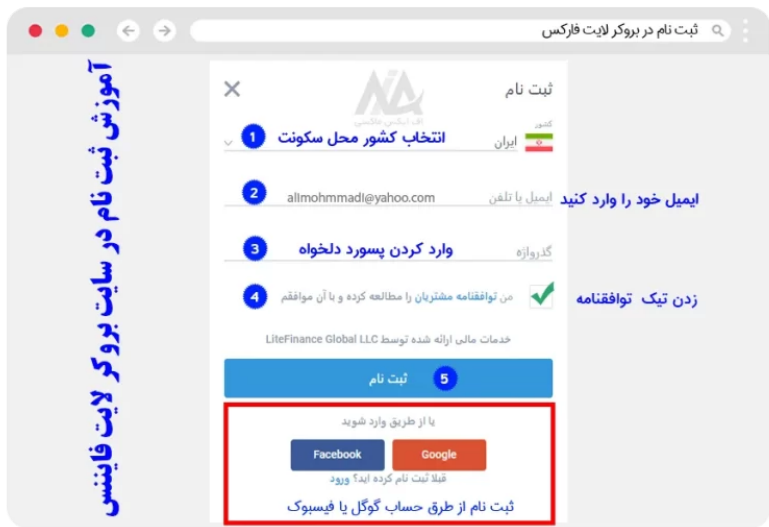 ثبت نام در بروکر لایت فارکس
آموزش ثبت نام در سایت بروکر لایت فایننس
ثبت نام
اف ایکس ماکسی
کشور
ایران
انتخاب کشور محل سکونت 1
ایمیل یا تلفن
alimohmmadi@yahoo.com
2
ایمیل خود را وارد کنید
گذرواژه
وارد کردن پسورد دلخواه 3
من توافقنامه مشتریان را مطالعه کرده و با آن موافقم 4
زدن تیک توافقنامه
خدمات مالی ارائه شده توسط LiteFinance Global LLC
5 ثبت نام
یا از طریق وارد شوید
Facebook
Google
قبلا ثبت نام کرده اید؟ ورود
ثبت نام از طرق حساب گوگل یا فیسبوک